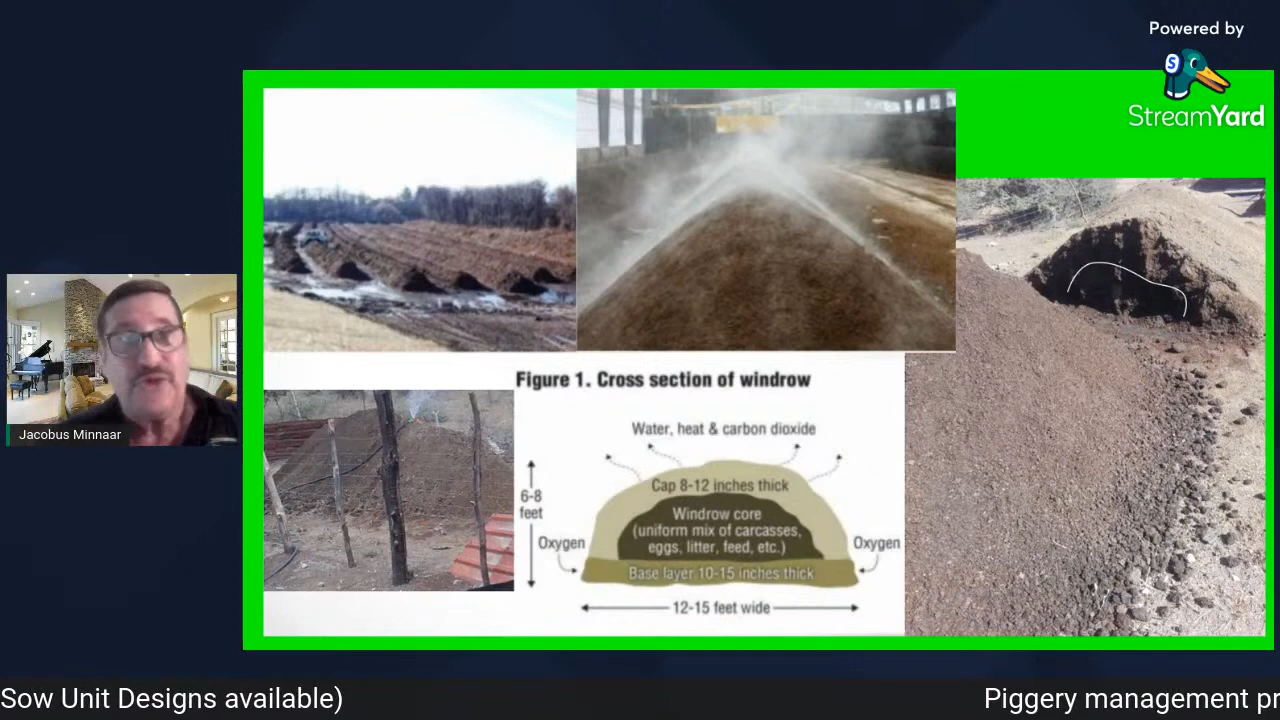 Powered by
StreamYard
Jacobus Minnaar
Figure 1. Cross section of windrow
Water, heat & carbon dioxide
Cap 8-12 inches thick
6-8
feet
Windrow core
(uniform mix of carcasses,
eggs, litter, feed, etc.)
Oxygen
Oxygen
Base layer 10-15 inches thick
12-15 feet wide
Sow Unit Designs available)
Piggery management pr